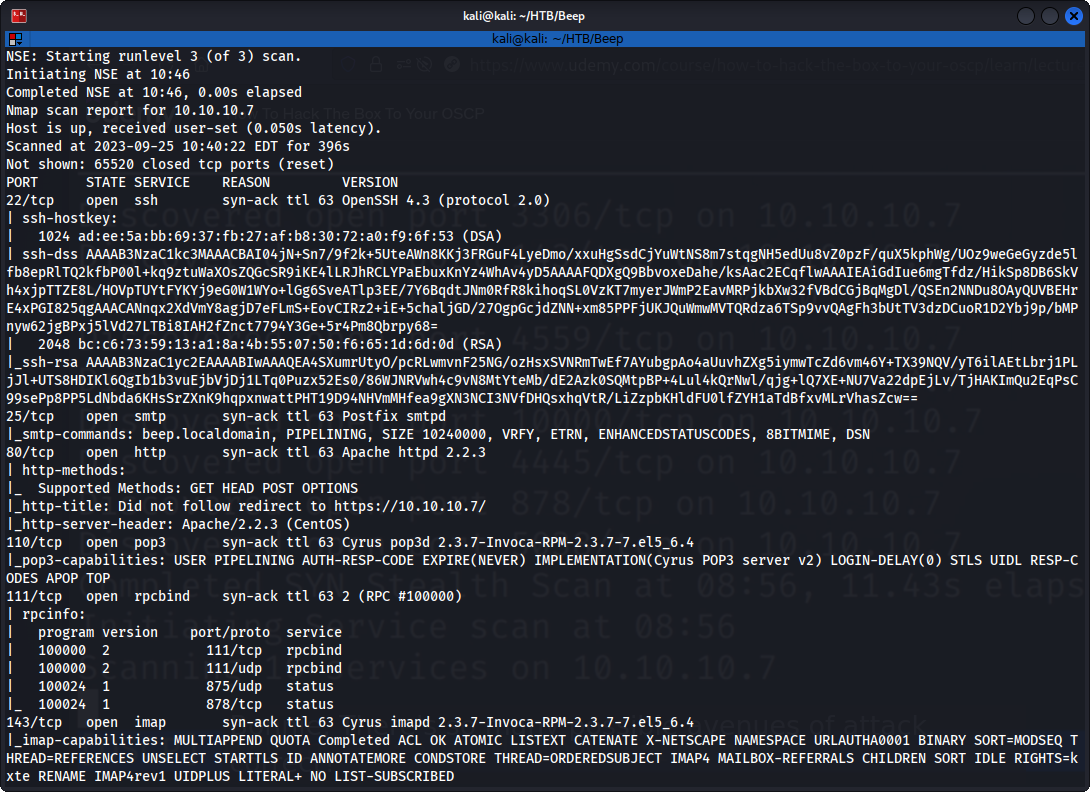 kali@kali: ~/HTB/Beep
kali@kali: ~/HTB/Beep
NSE: Starting runlevel 3 (of 3) scan.
Initiating NSE at 10:46
Completed NSE at 10:46, 0.00s elapsed
Nmap scan report for 10.10.10.7
Host is up, received user-set (0.050s latency).
Scanned at 2023-09-25 10:40:22 EDT for 396s
Not shown: 65520 closed tcp ports (reset)
PORT      STATE SERVICE    REASON         VERSION
22/tcp    open  ssh        syn-ack ttl 63 OpenSSH 4.3 (protocol 2.0)
| ssh-hostkey:
|   1024 ad:ee:5a:bb:69:37:fb:27:af:b8:30:72:a0:f9:6f:53 (DSA)
| ssh-dss AAAAB3NzaC1kc3MAAACBAI04jN+Sn7/9f2k+5UteAWn8KKj3FRGuF4LyeDmo/xxuHgSsdCjYuWtNS8m7stqgNH5edUu8vZ0pzF/quX5kphWg/UOz9weGeGyzde5l
fb8epRlTQ2kfbP00l+kq9ztuWaXOsZQGcSR9iKE4lLRJhRCLYPaEbuxKnYz4WhAv4yD5AAAAFQDXgQ9BbvoxeDahe/ksAac2ECqflwAAAIEAiGdIue6mgTfdz/HikSp8DB6SkV
h4xjpTTZE8L/HOVpTUYtFYKYj9eG0W1WYo+lGg6SveATlp3EE/7Y6BqdtJNm0RfR8kihoqSL0VzKT7myerJWmP2EavMRPjkbXw32fVBdCGjBqMgDl/QSEn2NNDu8OAyQUVBEHr
E4xPGI825qgAAACANnqx2XdVmY8agjD7eFLmS+EovCIRz2+iE+5chaljGD/27OgpGcjdZNN+xm85PPFjUKJQuWmwMVTQRdza6TSp9vvQAgFh3bUtTV3dzDCuoR1D2Ybj9p/bMP
nyw62jgBPxj5lVd27LTBi8IAH2fZnct7794Y3Ge+5r4Pm8Qbrpy68=
|   2048 bc:c6:73:59:13:a1:8a:4b:55:07:50:f6:65:1d:6d:0d (RSA)
|_ssh-rsa AAAAB3NzaC1yc2EAAAABIwAAAQEA4SXumrUtyO/pcRLwmvnF25NG/ozHsxSVNRmTwEf7AYubgpAo4aUuvhZXg5iymwTcZd6vm46Y+TX39NQV/yT6ilAEtLbrj1PL
jJl+UTS8HDIKl6QgIb1b3vuEjbVjDj1LTq0Puzx52Es0/86WJNRVwh4c9vN8MtYteMb/dE2Azk0SQMtpBP+4Lul4kQrNwl/qjg+lQ7XE+NU7Va22dpEjLv/TjHAKImQu2EqPsC
99sePp8PP5LdNbda6KHsSrZXnK9hqpxnwattPHT19D94NHVmMHfea9gXN3NCI3NVfDHQsxhqVtR/LiZzpbKHldFU0lfZYH1aTdBfxvMLrVhasZcw==
25/tcp    open  smtp       syn-ack ttl 63 Postfix smtpd
|_smtp-commands: beep.localdomain, PIPELINING, SIZE 10240000, VRFY, ETRN, ENHANCEDSTATUSCODES, 8BITMIME, DSN
80/tcp    open  http       syn-ack ttl 63 Apache httpd 2.2.3
| http-methods:
|_  Supported Methods: GET HEAD POST OPTIONS
|_http-title: Did not follow redirect to https://10.10.10.7/
|_http-server-header: Apache/2.2.3 (CentOS)
110/tcp   open  pop3       syn-ack ttl 63 Cyrus pop3d 2.3.7-Invoca-RPM-2.3.7-7.el5_6.4
|_pop3-capabilities: USER PIPELINING AUTH-RESP-CODE EXPIRE(NEVER) IMPLEMENTATION(Cyrus POP3 server v2) LOGIN-DELAY(0) STLS UIDL RESP-C
ODES APOP TOP
111/tcp   open  rpcbind    syn-ack ttl 63 2 (RPC #100000)
| rpcinfo:
|   program version    port/proto  service
|   100000  2            111/tcp   rpcbind
|   100000  2            111/udp   rpcbind
|   100024  1            875/udp   status
|_  100024  1            878/tcp   status
143/tcp   open  imap       syn-ack ttl 63 Cyrus imapd 2.3.7-Invoca-RPM-2.3.7-7.el5_6.4
|_imap-capabilities: MULTIAPPEND QUOTA Completed ACL OK ATOMIC LISTEXT CATENATE X-NETSCAPE NAMESPACE URLAUTHA0001 BINARY SORT=MODSEQ T
HREAD=REFERENCES UNSELECT STARTTLS ID ANNOTATEMORE CONDSTORE THREAD=ORDEREDSUBJECT IMAP4 MAILBOX-REFERRALS CHILDREN SORT IDLE RIGHTS=k
xte RENAME IMAP4rev1 UIDPLUS LITERAL+ NO LIST-SUBSCRIBED